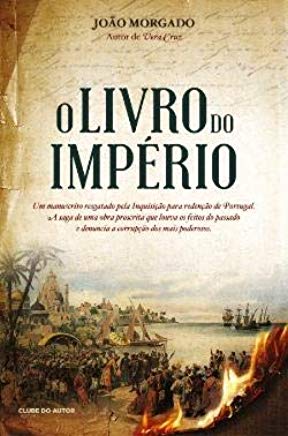 JOÃO MORGADO
Autor de Vera Cruz
O LIVRO DO
IMPÉRIO
Um manuscrito resgatado pela Inquisição para redenção de Portugal.
A saga de uma obra proscrita que louva os feitos do passado
e denuncia a corrupção dos mais poderosos.
CLUBE DO AUTOR